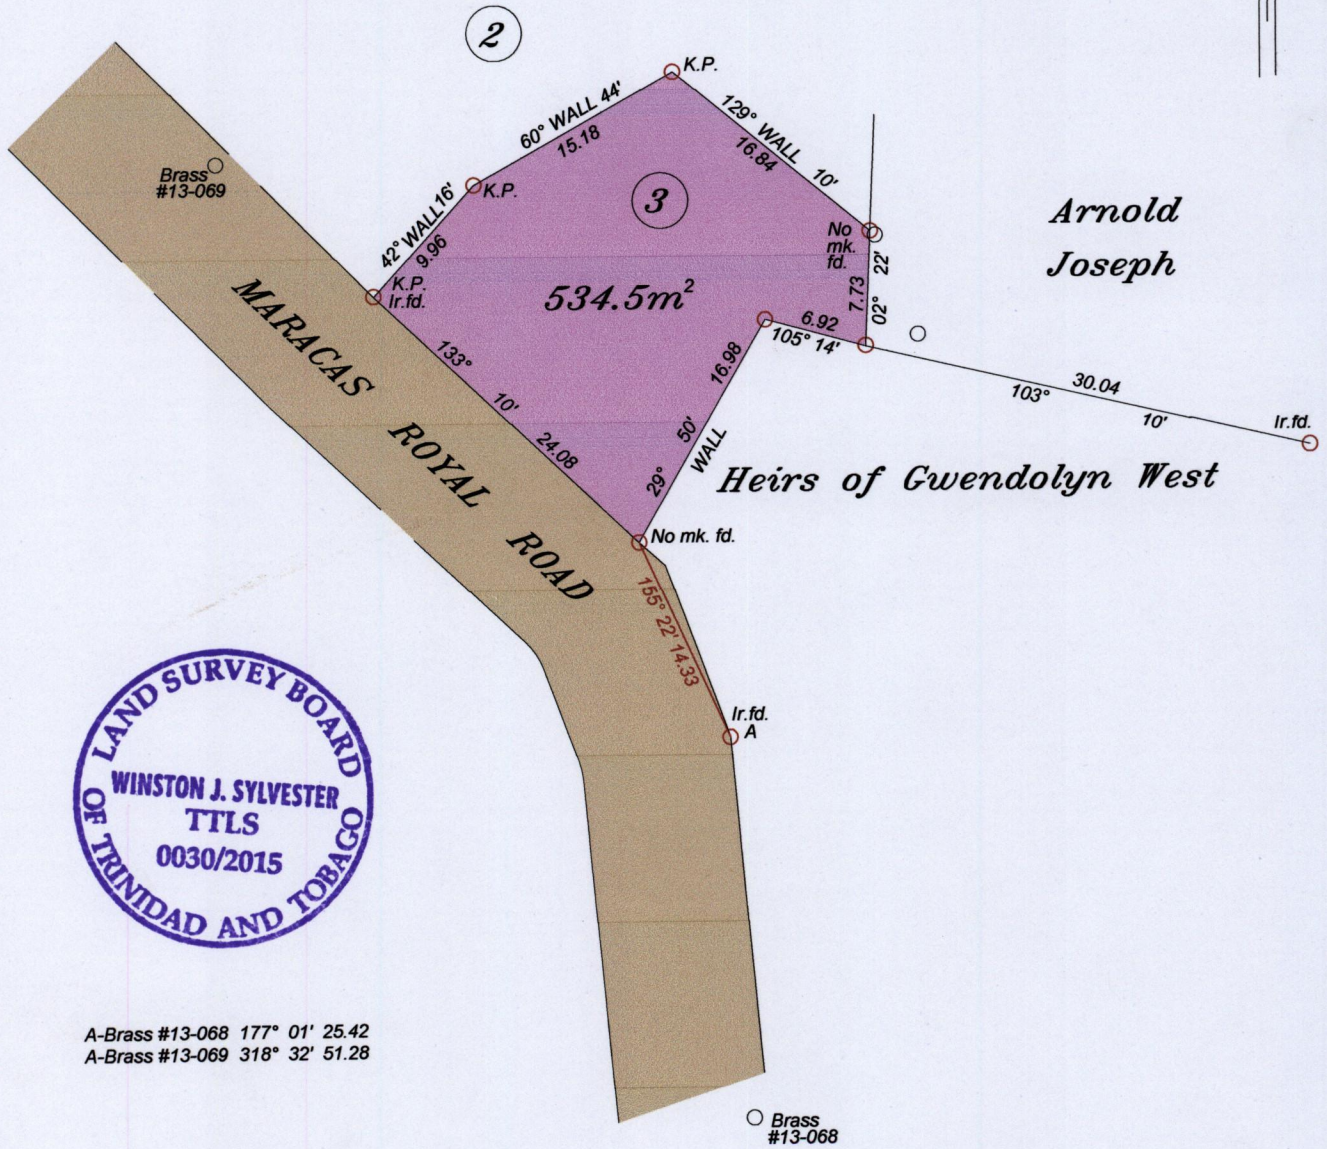 2
K.P.
60° WALL 44'
15.18
129° WALL 10'
16.84
Brass
#13-069
K.P.
42° WALL 16'
9.96
3
No
mk.
fd.
Arnold
Joseph
7.73
02° 22'
K.P.
Ir.fd.
534.5m²
6.92
105° 14'
133° 10'
24.08
16.98
29° 50'
WALL
30.04
103° 10'
Ir.fd.
MARACAS ROYAL ROAD
Heirs of Gwendolyn West
No mk. fd.
155° 22' 14.33
Ir.fd.
A
LAND SURVEY BOARD
WINSTON J. SYLVESTER
TTLS
0030/2015
OF TRINIDAD AND TOBAGO
A-Brass #13-068 177° 01' 25.42
A-Brass #13-069 318° 32' 51.28
Brass
#13-068